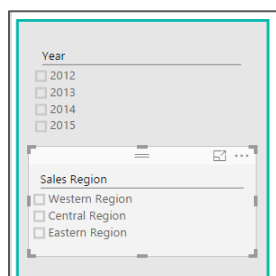 Year
2012
2013
2014
2015
Sales Region
Western Region
Central Region
Eastern Region